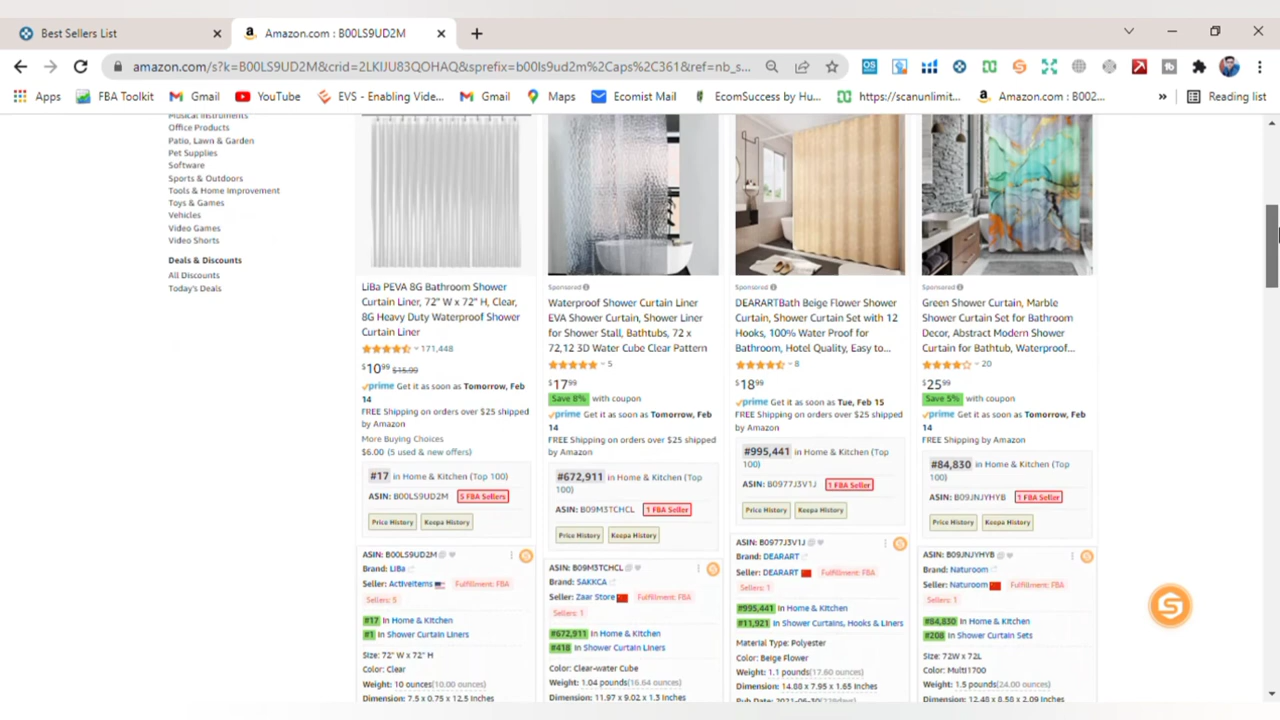 Best Sellers List
Amazon.com : B00LS9UD2M
amazon.com/s?k=B00LS9UD2M&crid=2LKIJU83QOHAQ&sprefix=b00ls9ud2m%2Caps%2C361&ref=nb_s...
Apps
FBA Toolkit
Gmail
YouTube
EVS - Enabling Vide...
Gmail
Maps
Ecomist Mail
EcomSuccess by Hu...
https://scanunlimit...
Amazon.com : B002...
»
Reading list
Musical Instruments
Office Products
Patio, Lawn & Garden
Pet Supplies
Software
Sports & Outdoors
Tools & Home Improvement
Toys & Games
Vehicles
Video Games
Video Shorts
Deals & Discounts
All Discounts
Today's Deals
LiBa PEVA 8G Bathroom Shower
Curtain Liner, 72" W x 72" H, Clear,
8G Heavy Duty Waterproof Shower
Curtain Liner
171,448
$10.99 $16.99
prime Get it as soon as Tomorrow, Feb
14
FREE Shipping on orders over $25 shipped
by Amazon
More Buying Choices
$6.00 (5 used & new offers)
#17 in Home & Kitchen (Top 100)
ASIN: B00LS9UD2M 5 FBA Sellers
Price History Keepa History
ASIN: B00LS9UD2M
Brand: LiBa
Seller: ActiveItems Fulfillment: FBA
Sellers: 5
#17 in Home & Kitchen
#1 in Shower Curtain Liners
Size: 72" W x 72" H
Color: Clear
Weight: 10 ounces(10.00 ounces)
Dimension: 7.5 x 0.75 x 12.5 inches
Sponsored
Waterproof Shower Curtain Liner
EVA Shower Curtain, Shower Liner
for Shower Stall, Bathtubs, 72 x
72,12 3D Water Cube Clear Pattern
5
$17.99
Save 8% with coupon
prime Get it as soon as Tomorrow, Feb
14
FREE Shipping on orders over $25 shipped
by Amazon
#672,911 in Home & Kitchen (Top
100)
ASIN: B09M3TCHCL 1 FBA Seller
Price History Keepa History
ASIN: B09M3TCHCL
Brand: SAKKCA
Seller: Zaar Store Fulfillment: FBA
Sellers: 1
#672,911 in Home & Kitchen
#418 in Shower Curtain Liners
Color: Clear-water Cube
Weight: 1.04 pounds(16.64 ounces)
Dimension: 11.97 x 9.02 x 1.3 inches
Sponsored
DEARARTBath Beige Flower Shower
Curtain, Shower Curtain Set with 12
Hooks, 100% Water Proof for
Bathroom, Hotel Quality, Easy to...
8
$18.99
prime Get it as soon as Tue, Feb 15
FREE Shipping on orders over $25 shipped
by Amazon
#995,441 in Home & Kitchen (Top
100)
ASIN: B0977J3V1J 1 FBA Seller
Price History Keepa History
ASIN: B0977J3V1J
Brand: DEARART
Seller: DEARART Fulfillment: FBA
Sellers: 1
#995,441 in Home & Kitchen
#11,921 in Shower Curtains, Hooks & Liners
Material Type: Polyester
Color: Beige Flower
Weight: 1.1 pounds(17.60 ounces)
Dimension: 14.88 x 7.95 x 1.65 inches
Sponsored
Green Shower Curtain, Marble
Shower Curtain Set for Bathroom
Decor, Abstract Modern Shower
Curtain for Bathtub, Waterproof...
20
$25.99
Save 5% with coupon
prime Get it as soon as Tomorrow, Feb
14
FREE Shipping by Amazon
#84,830 in Home & Kitchen (Top
100)
ASIN: B09JNJYHYB 1 FBA Seller
Price History Keepa History
ASIN: B09JNJYHYB
Brand: Naturoom
Seller: Naturoom Fulfillment: FBA
Sellers: 1
#84,830 in Home & Kitchen
#208 in Shower Curtain Sets
Size: 72W x 72L
Color: Multi1700
Weight: 1.5 pounds(24.00 ounces)
Dimension: 12.48 x 8.58 x 2.09 inches